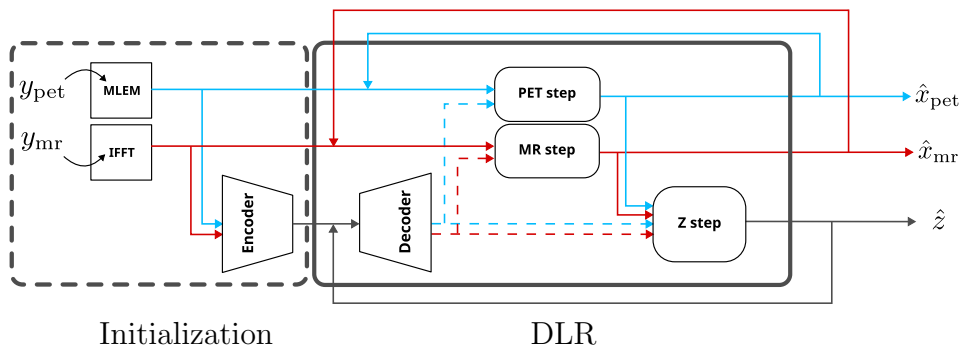 y_pet
MLEM
y_mr
IFFT
Encoder
Decoder
PET step
MR step
Z step
x̂_pet
x̂_mr
ẑ
Initialization
DLR